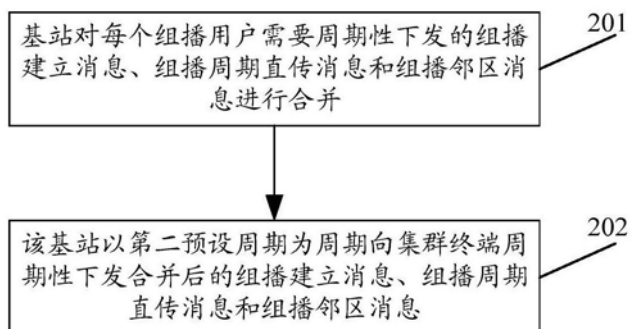 基站对每个组播用户需要周期性下发的组播
建立消息、组播周期直传消息和组播邻区消
息进行合并
201
该基站以第二预设周期为周期向集群终端周
期性下发合并后的组播建立消息、组播周期
直传消息和组播邻区消息
202